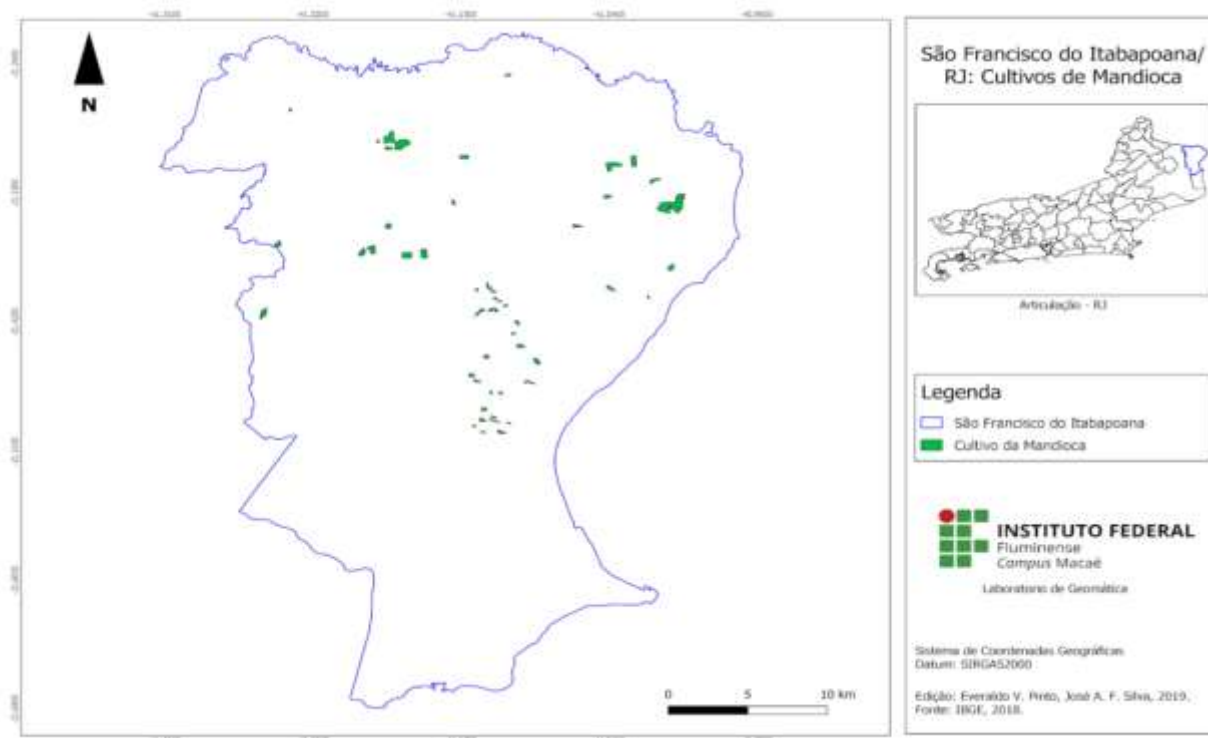 N
0
5
10 km
São Francisco do Itabapoana/
RJ: Cultivos de Mandioca
Articulação - RJ
Legenda
São Francisco do Itabapoana
Cultivo da Mandioca
INSTITUTO FEDERAL
Fluminense
Campus Macaé
Laboratorio de Geomática
Sistema de Coordenadas Geográficas
Datum: SIRGAS2000
Edição: Everaldo V. Pinto, José A. F. Silva, 2019.
Fonte: IBGE, 2018.